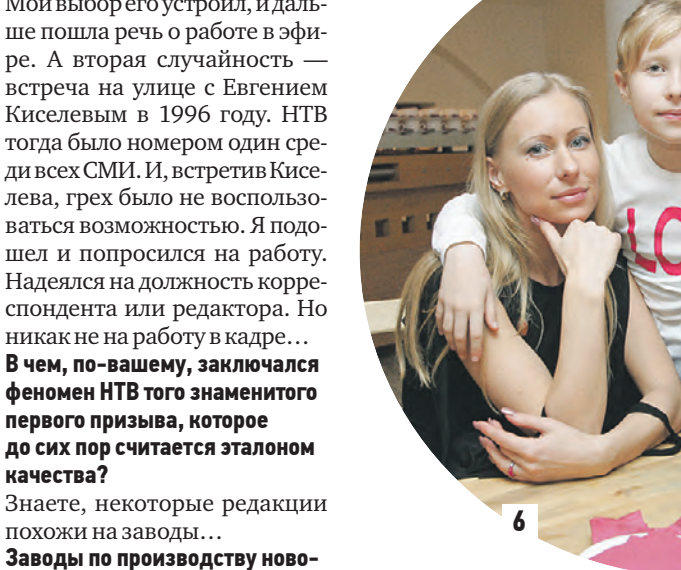 Мой выбор его устроил, и даль-
ше пошла речь о работе в эфи-
ре. А вторая случайность —
встреча на улице с Евгением
Киселевым в 1996 году. НТВ
тогда было номером один сре-
ди всех СМИ. И, встретив Кисе-
лева, грех было не воспользо-
ваться возможностью. Я подо-
шел и попросился на работу.
Надеялся на должность корре-
спондента или редактора. Но
никак не на работу в кадре…
В чем, по-вашему, заключался
феномен НТВ того знаменитого
первого призыва, которое
до сих пор считается эталоном
качества?
Знаете, некоторые редакции
похожи на заводы…
Заводы по производству ново-
LO
6